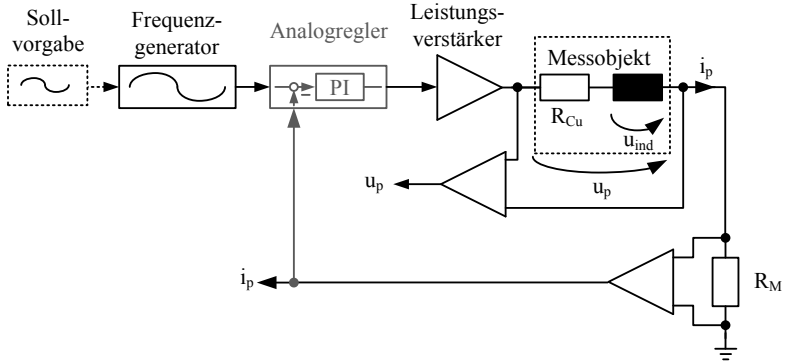 Soll-
vorgabe
Frequenz-
generator
Analogregler
Leistungs-
verstärker
PI
Messobjekt
R_Cu
u_ind
i_p
u_p
u_p
i_p
R_M